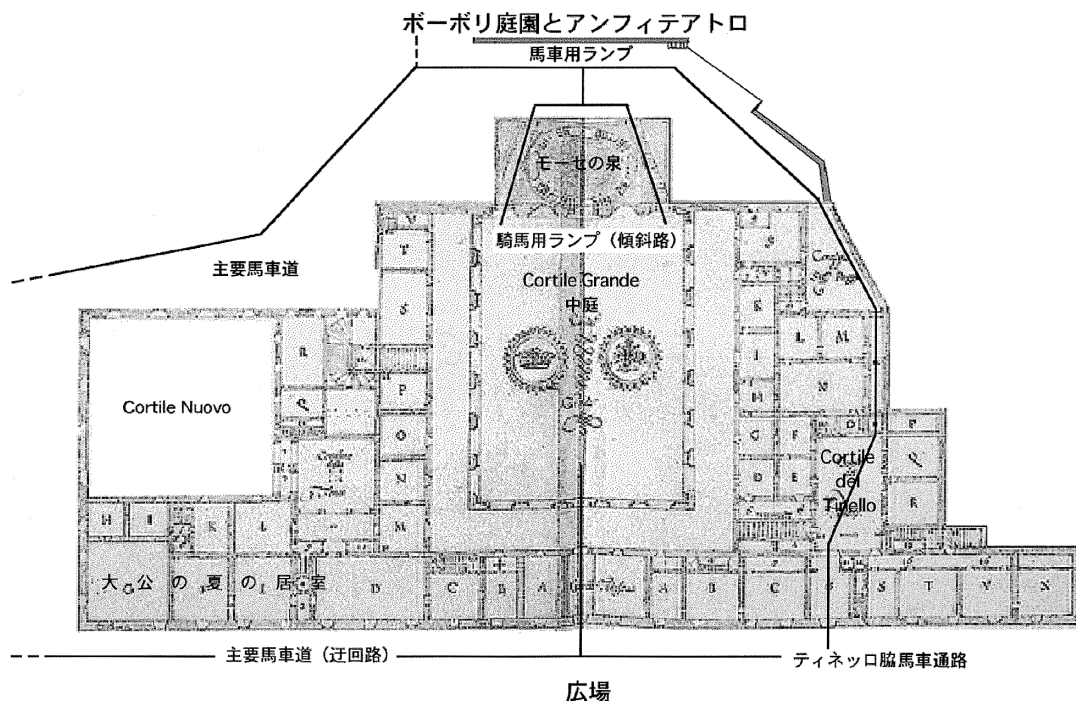 ボーボリ庭園とアンフィテアトロ
馬車用ランプ
モーセの泉
騎馬用ランプ(傾斜路)
主要馬車道
Cortile Grande
中庭
Cortile Nuovo
T
S
P
O
N
M
K
I
H
G
F
D
E
L
M
N
Cortile
del
Tinello
P
Q
R
H
I
K
L
大公の夏の居室
D
C
B
A
A
B
C
S
T
V
X
主要馬車道(迂回路)
ティネッロ脇馬車通路
広場